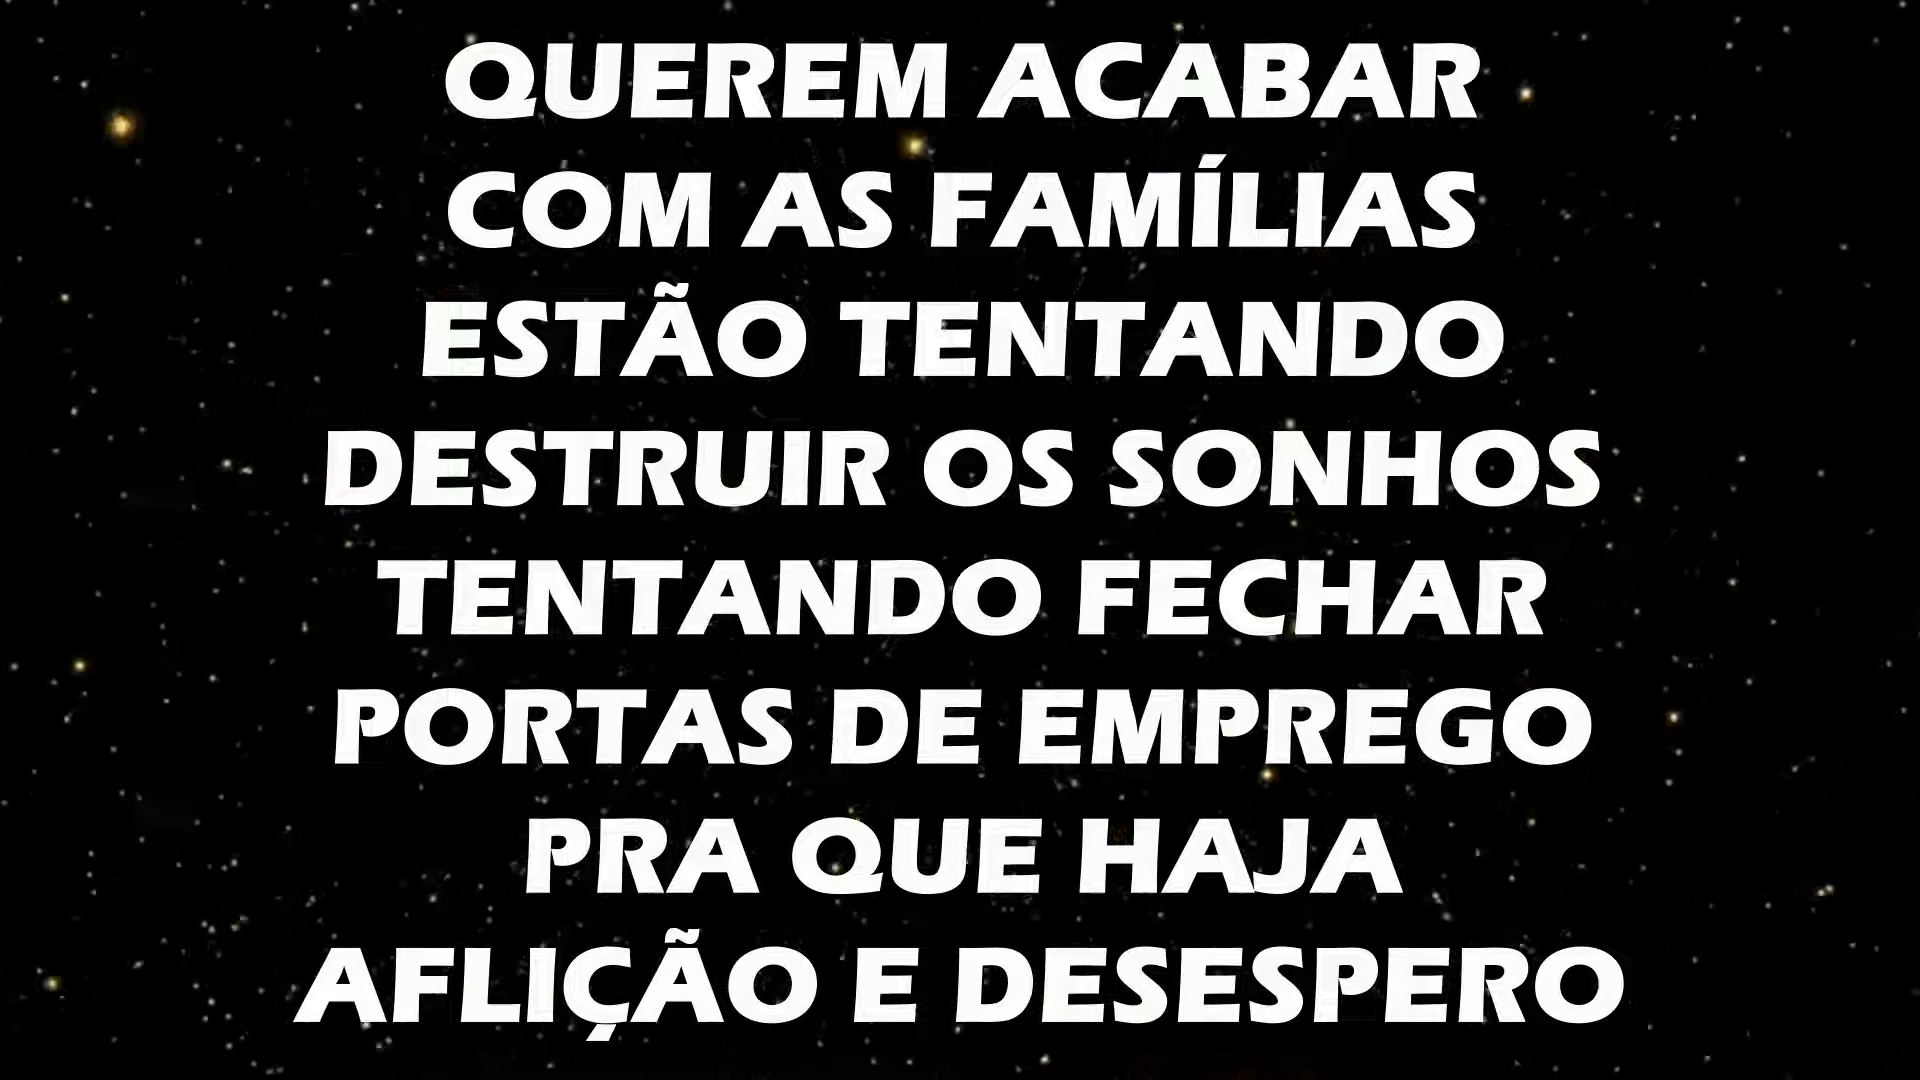 QUEREM ACABAR
COM AS FAMÍLIAS
ESTÃO TENTANDO
DESTRUIR OS SONHOS
TENTANDO FECHAR
PORTAS DE EMPREGO
PRA QUE HAJA
AFLIÇÃO E DESESPERO